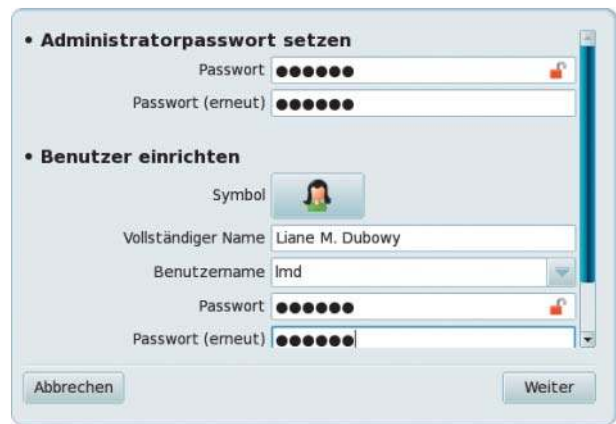 • Administratorpasswort setzen
Passwort ●●●●●●
Passwort (erneut) ●●●●●●
• Benutzer einrichten
Symbol
Vollständiger Name Liane M. Dubowy
Benutzername lmd
Passwort ●●●●●●
Passwort (erneut) ●●●●●●
Abbrechen Weiter